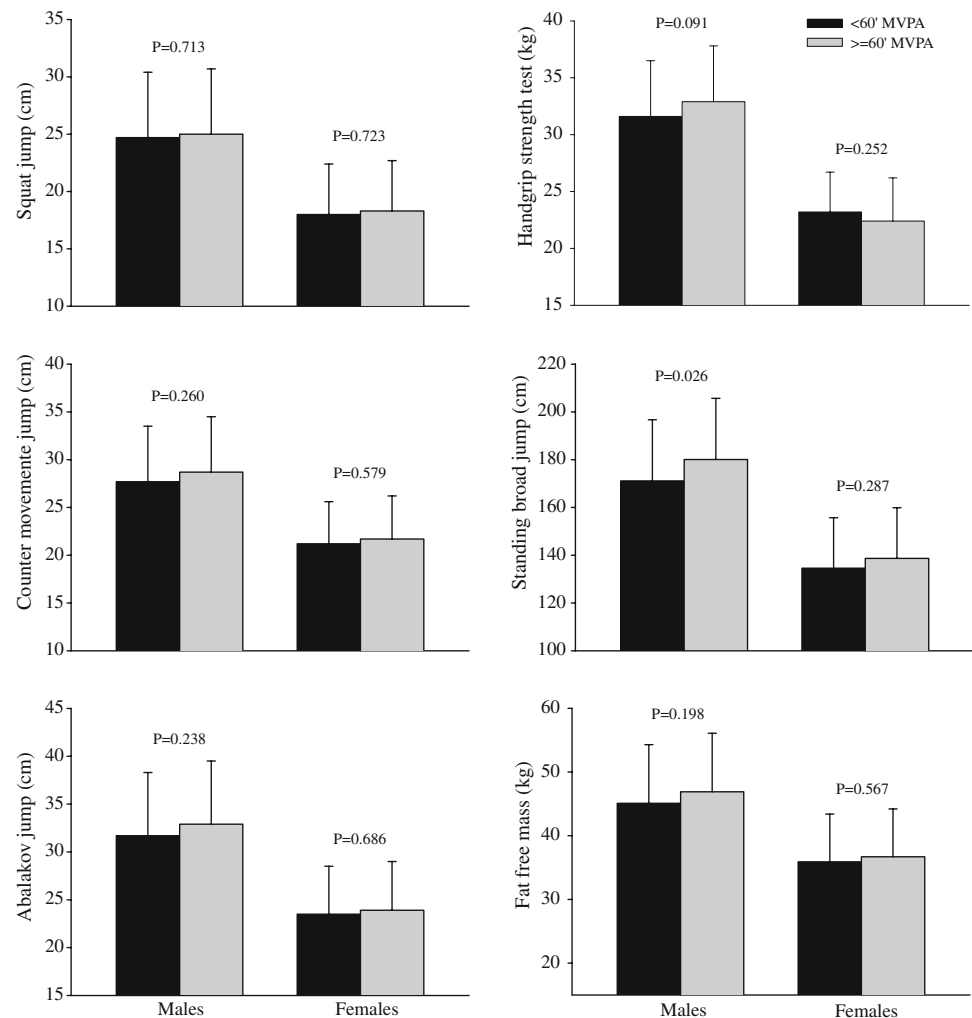 Squat jump (cm)
35
30
25
20
15
10
P=0.713
P=0.723
Handgrip strength test (kg)
40
35
30
25
20
15
P=0.091
P=0.252
<60' MVPA
>=60' MVPA
Counter movemente jump (cm)
40
35
30
25
20
15
10
P=0.260
P=0.579
Standing broad jump (cm)
220
200
180
160
140
120
100
P=0.026
P=0.287
Abalakov jump (cm)
45
40
35
30
25
20
15
P=0.238
P=0.686
Males
Females
Fat free mass (kg)
60
50
40
30
20
P=0.198
P=0.567
Males
Females